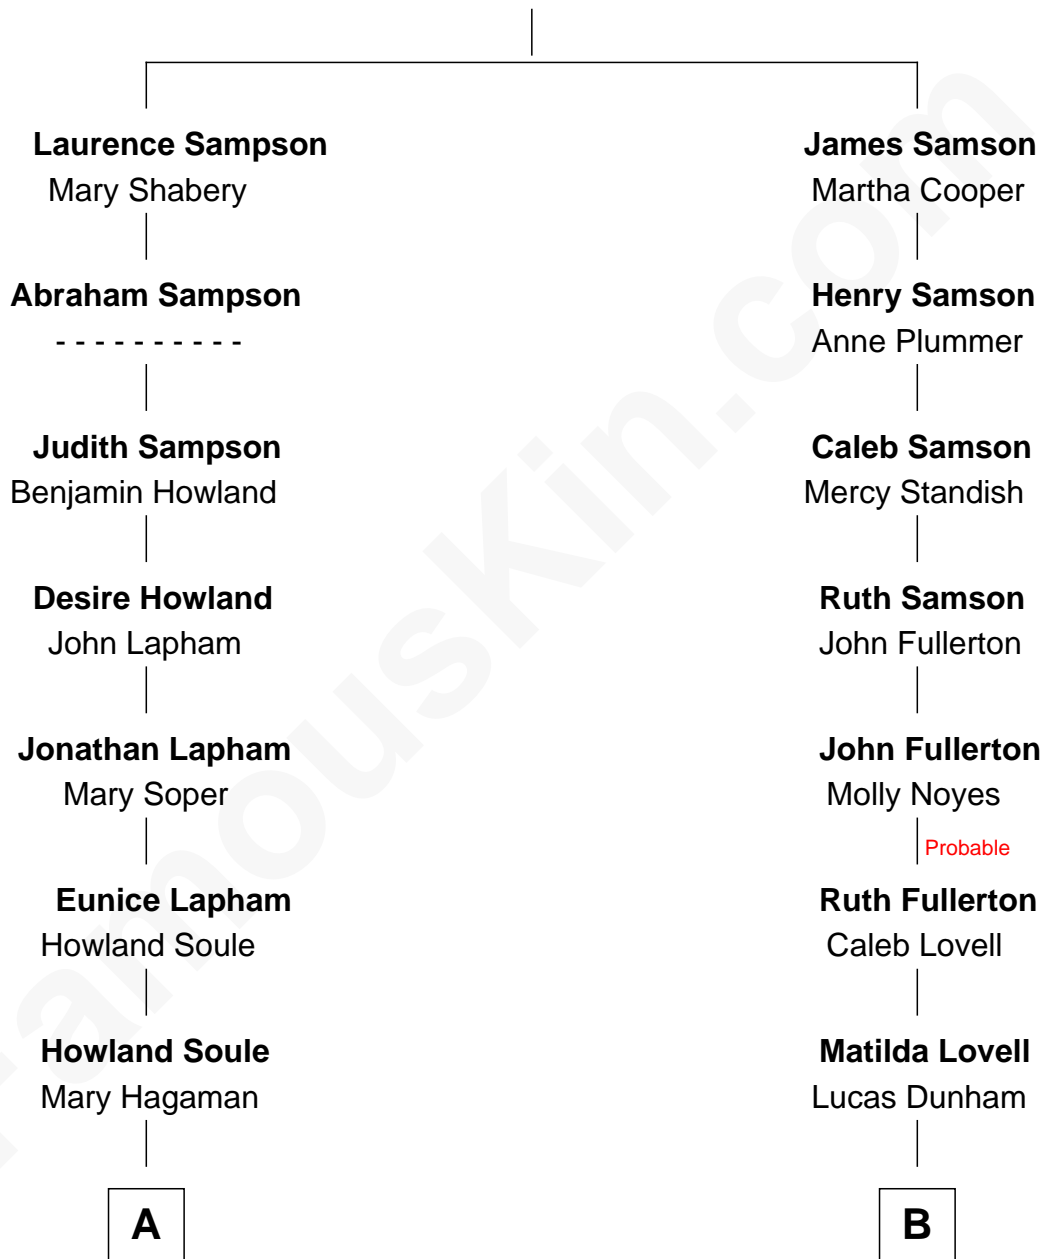 Laurence Sampson
Mary Shabery
Abraham Sampson
- - - - - - - - - -
Judith Sampson
Benjamin Howland
Desire Howland
John Lapham
Jonathan Lapham
Mary Soper
Eunice Lapham
Howland Soule
Howland Soule
Mary Hagaman
A
James Samson
Martha Cooper
Henry Samson
Anne Plummer
Caleb Samson
Mercy Standish
Ruth Samson
John Fullerton
John Fullerton
Molly Noyes
Probable
Ruth Fullerton
Caleb Lovell
Matilda Lovell
Lucas Dunham
B
FamousKin.com